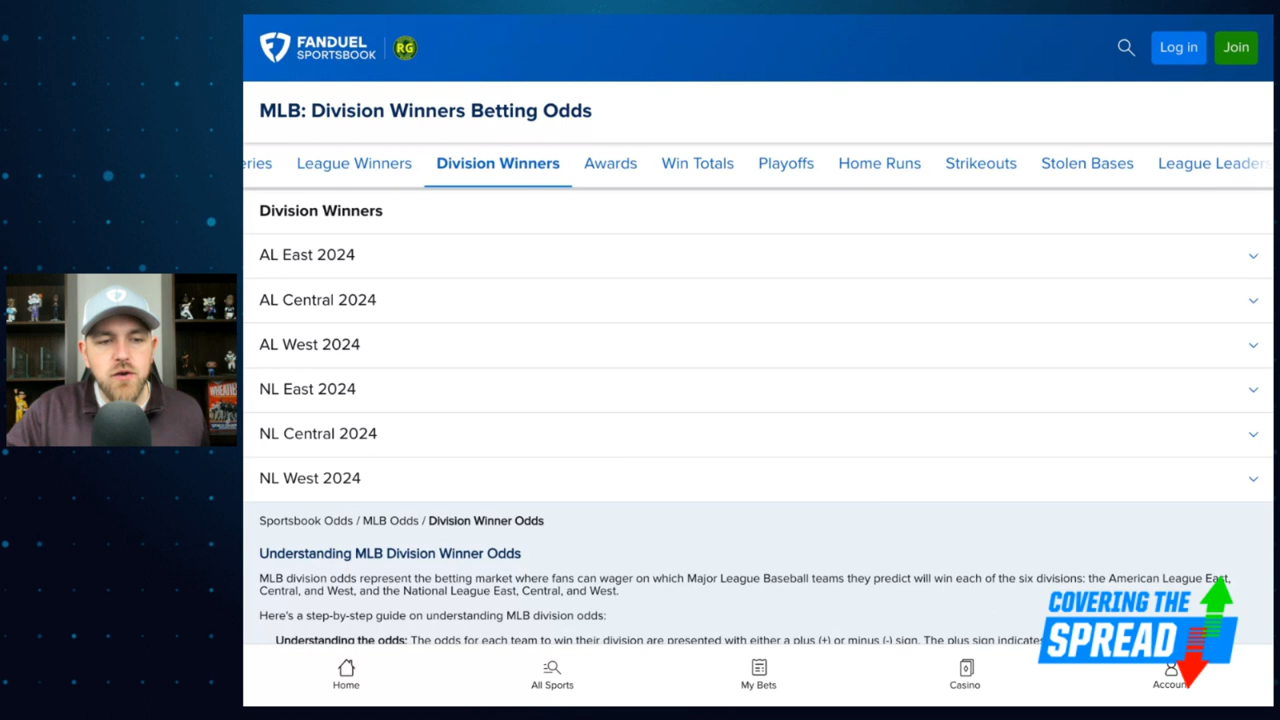 FANDUEL
SPORTSBOOK
RG
Log in
Join
MLB: Division Winners Betting Odds
eries
League Winners
Division Winners
Awards
Win Totals
Playoffs
Home Runs
Strikeouts
Stolen Bases
League Leaders
Division Winners
AL East 2024
AL Central 2024
AL West 2024
NL East 2024
NL Central 2024
NL West 2024
Sportsbook Odds / MLB Odds / Division Winner Odds
Understanding MLB Division Winner Odds
MLB division odds represent the betting market where fans can wager on which Major League Baseball teams they predict will win each of the six divisions: the American League East,
Central, and West, and the National League East, Central, and West.
Here's a step-by-step guide on understanding MLB division odds:
Understanding the odds: The odds for each team to win their division are presented with either a plus (+) or minus (-) sign. The plus sign indicates
COVERING THE
SPREAD
Home
All Sports
My Bets
Casino
Account
WHEATIES